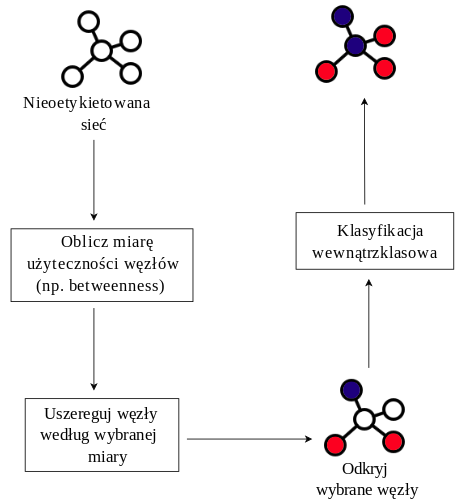 Nieoetykietowana
sieć
Oblicz miarę
użyteczności węzłów
(np. betweenness)
Uszereguj węzły
według wybranej
miary
Odkryj
wybrane węzły
Klasyfikacja
wewnątrzklasowa